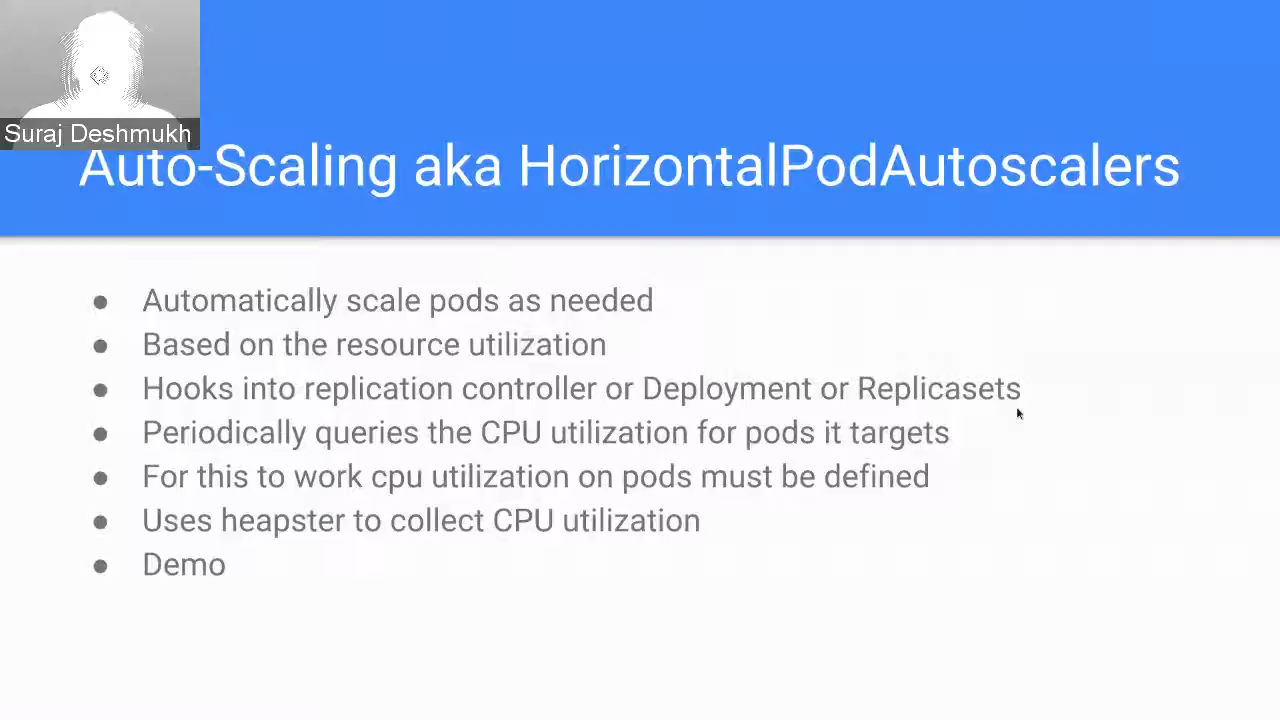 Suraj Deshmukh
Auto-Scaling aka HorizontalPodAutoscalers
● Automatically scale pods as needed
● Based on the resource utilization
● Hooks into replication controller or Deployment or Replicasets
● Periodically queries the CPU utilization for pods it targets
● For this to work cpu utilization on pods must be defined
● Uses heapster to collect CPU utilization
● Demo